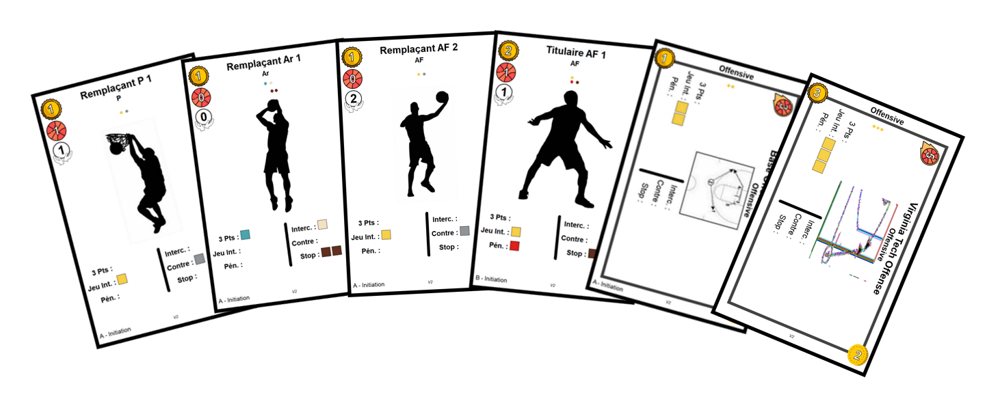 Remplaçant P 1
P
1
1
1
3 Pts :
Jeu Int. :
Pén. :
Interc. :
Contre :
Stop :
V2
A - Initiation
Remplaçant Ar 1
Ar
1
0
0
3 Pts :
Jeu Int. :
Pén. :
Interc. :
Contre :
Stop :
V2
A - Initiation
Remplaçant AF 2
AF
1
0
2
3 Pts :
Jeu Int. :
Pén. :
Interc. :
Contre :
Stop :
V2
A - Initiation
Titulaire AF 1
AF
2
1
1
3 Pts :
Jeu Int. :
Pén. :
Interc. :
Contre :
Stop :
V2
B - Initiation
1
Offensive
3 Pts :
Jeu Int. :
Pén. :
Interc. :
Contre :
Stop :
Base
Offensive
V2
A - Initiation
3
Offensive
5
3 Pts :
Jeu Int. :
Pén. :
Interc. :
Contre :
Stop :
Virginia Tech Offense
Offensive
V2
2